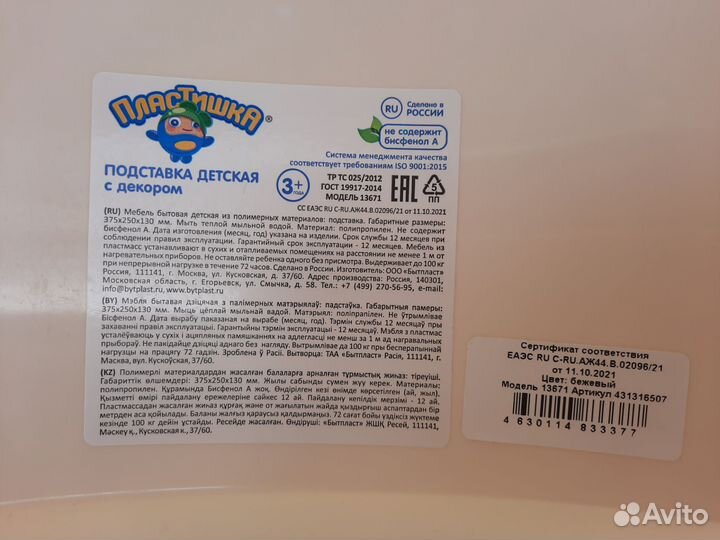 ПЛАСТИШКА®
RU Сделано в
РОССИИ
не содержит
бисфенол А
Система менеджмента качества
соответствует требованиям ISO 9001:2015
ПОДСТАВКА ДЕТСКАЯ
с декором
3+
года
ТР ТС 025/2012
ГОСТ 19917-2014
МОДЕЛЬ 13671
ЕАС
5
ПП
СС ЕАЭС RU C-RU.АЖ44.В.02096/21 от 11.10.2021
(RU) Мебель бытовая детская из полимерных материалов: подставка. Габаритные размеры:
375х250х130 мм. Мыть теплой мыльной водой. Материал: полипропилен. Не содержит
Бисфенол А. Дата изготовления (месяц, год) указана на изделии. Срок службы 12 месяцев при
соблюдении правил эксплуатации. Гарантийный срок эксплуатации - 12 месяцев. Мебель из
пластмасс устанавливают в сухих и отапливаемых помещениях на расстоянии не менее 1 м от
нагревательных приборов. Не оставляйте ребенка одного без присмотра. Выдерживает до 100 кг
при непрерывной нагрузке в течение 72 часов. Сделано в России. Изготовитель: ООО «Бытпласт»
Россия, 111141, г. Москва, ул. Кусковская, д. 37/60. Адрес производства: Россия, 140301,
Московская область, г. Егорьевск, ул. Смычка, д. 58. Тел.: +7 (499) 270-56-95, e-mail:
info@bytplast.ru, www.bytplast.ru
(BY) Мэбля бытавая дзіцячая з палімерных матэрыялаў: падстаўка. Габарытныя памеры:
375х250х130 мм. Мыць цёплай мыльнай вадой. Матэрыял: поліпрапілен. Не ўтрымлівае
Бісфенол А. Дата вырабу паказана на вырабе (месяц, год). Тэрмін службы 12 месяцаў пры
захаванні правіл эксплуатацыі. Гарантыйны тэрмін эксплуатацыі - 12 месяцаў. Мэбля з пластмас
усталёўваюць у сухіх і ацяпляных памяшканнях на адлегласці не менш за 1 м ад награвальных
прыбораў. Не пакідайце дзіцяці аднаго без нагляду. Вытрымлівае да 100 кг пры бесперапыннай
нагрузцы на працягу 72 гадзін. Зроблена ў Расіі. Вытворца: ТАА «Бытпласт» Расія, 111141, г.
Масква, вул. Кускоўская, 37/60.
(KZ) Полимерлі материалдардан жасалған балаларға арналған тұрмыстық жиһаз: тіреуіші.
Габариттік өлшемдері: 375х250х130 мм. Жылы сабынды сумен жуу керек. Материалы:
полипропилен. Құрамында Бисфенол А жоқ. Өндірілген кезі өнімде көрсетілген (айы, жылы).
Қызметті өмірі пайдалану ережелеріне сәйкес 12 ай. Пайдалану кепілдік мерзімі - 12 ай.
Пластмассадан жасалған жиһаз құрғақ және от жағылатын жайда жылдырғыш аспаптардан бір
метрден аса қойылады. Баланы жалғыз қараусыз қалдырмаңыз. 72 сағат бойы үздіксіз жүктеме
кезінде 100 кг дейін ұстайды. Ресейде жасалған. Өндіруші: «Бытпласт» ЖШҚ Ресей, 111141,
Мәскеу қ., Кусковская к., 37/60.
Сертификат соответствия
ЕАЭС RU C-RU.АЖ44.В.02096/21
от 11.10.2021
Цвет: бежевый
Модель 13671 Артикул 431316507
4 630114 833377
Avito